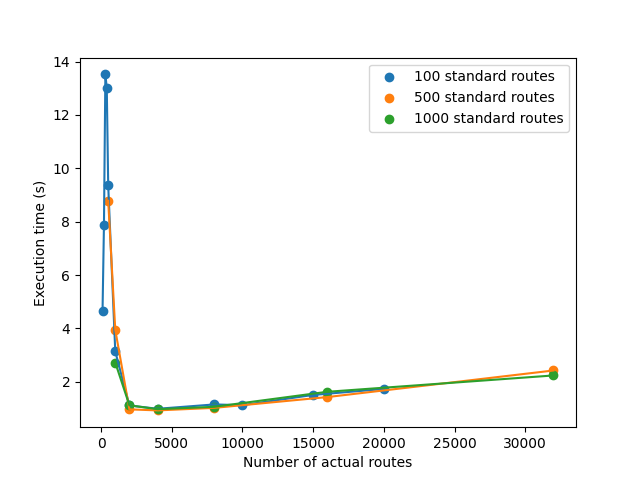 14
12
10
8
6
4
2
Execution time (s)
100 standard routes
500 standard routes
1000 standard routes
0 5000 10000 15000 20000 25000 30000
Number of actual routes